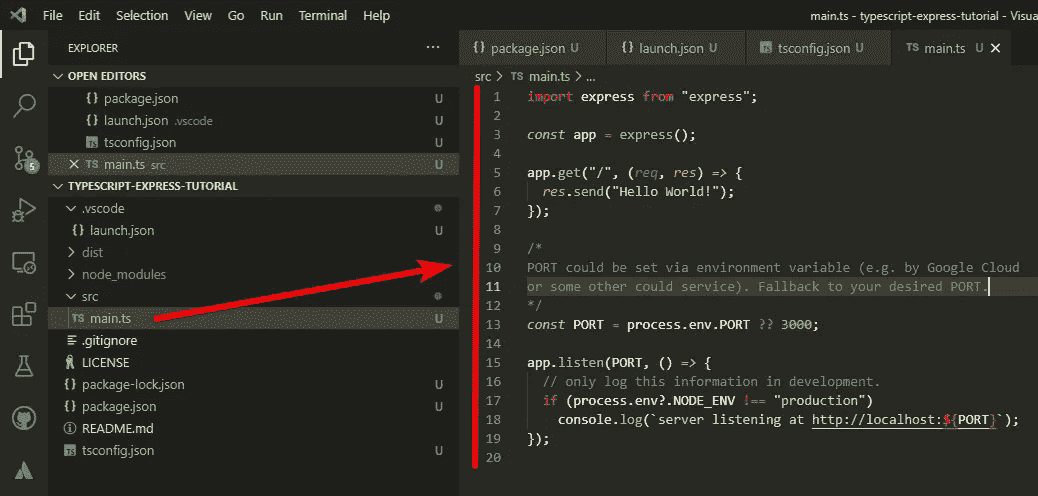 File Edit Selection View Go Run Terminal Help
main.ts - typescript-express-tutorial - Visua
EXPLORER ...
OPEN EDITORS
package.json U
launch.json .vscode U
tsconfig.json U
main.ts src U
TYPESCRIPT-EXPRESS-TUTORIAL
.vscode
launch.json U
dist
node_modules
src
main.ts U
.gitignore
LICENSE
package-lock.json U
package.json U
README.md
tsconfig.json U
5
package.json U launch.json U tsconfig.json U TS main.ts U
src > TS main.ts > ...
1 import express from "express";
2
3 const app = express();
4
5 app.get("/", (req, res) => {
6 res.send("Hello World!");
7 });
8
9 /*
10 PORT could be set via environment variable (e.g. by Google Cloud
11 or some other could service). Fallback to your desired PORT.
12 */
13 const PORT = process.env.PORT ?? 3000;
14
15 app.listen(PORT, () => {
16 // only log this information in development.
17 if (process.env?.NODE_ENV !== "production")
18 console.log(`server listening at http://localhost:${PORT}`);
19 });
20